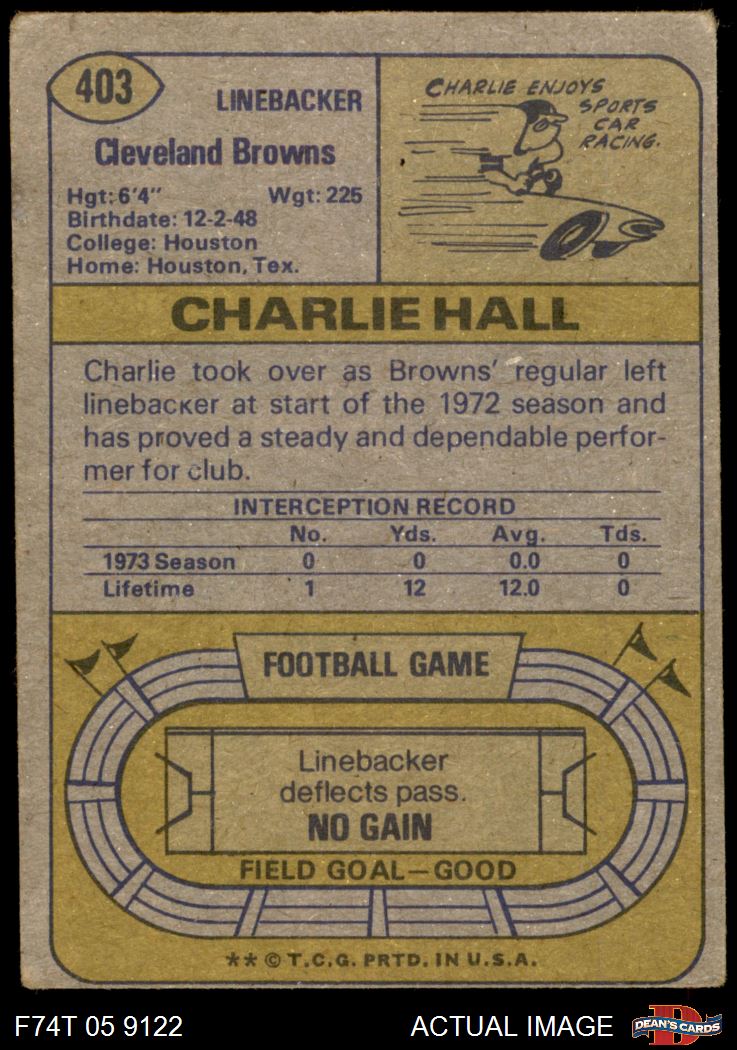 403
LINEBACKER
Cleveland Browns
Hgt: 6'4" Wgt: 225
Birthdate: 12-2-48
College: Houston
Home: Houston, Tex.
CHARLIE ENJOYS
SPORTS
CAR
RACING.
CHARLIE HALL
Charlie took over as Browns' regular left
linebacker at start of the 1972 season and
has proved a steady and dependable perfor-
mer for club.
INTERCEPTION RECORD
No. Yds. Avg. Tds.
1973 Season 0 0 0.0 0
Lifetime 1 12 12.0 0
FOOTBALL GAME
Linebacker
deflects pass.
NO GAIN
FIELD GOAL—GOOD
** © T.C.G. PRTD. IN U.S.A.
F74T 05 9122 ACTUAL IMAGE
DEAN'S CARDS